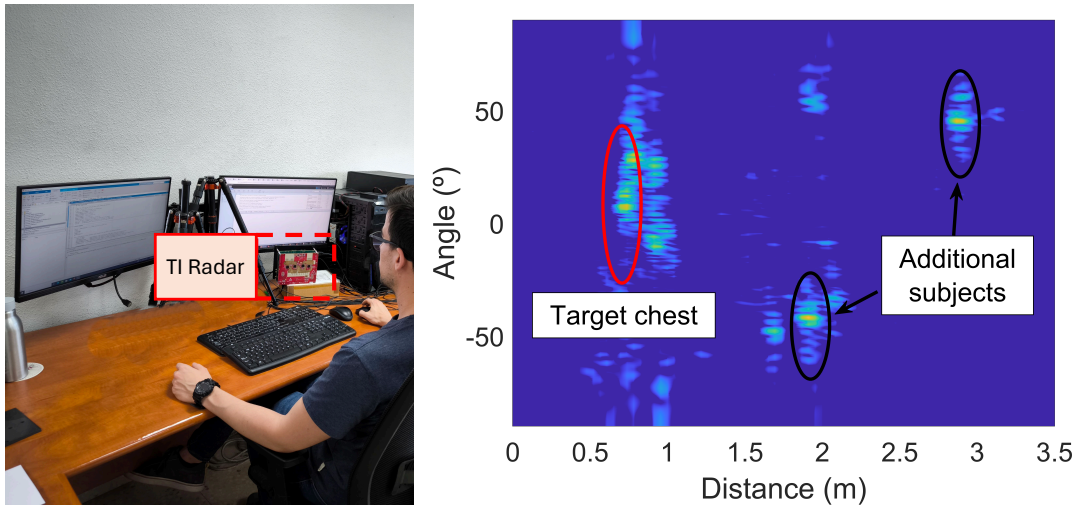 TI Radar
50
0
-50
Angle (º)
Target chest
Additional
subjects
0
0.5
1
1.5
2
2.5
3
3.5
Distance (m)